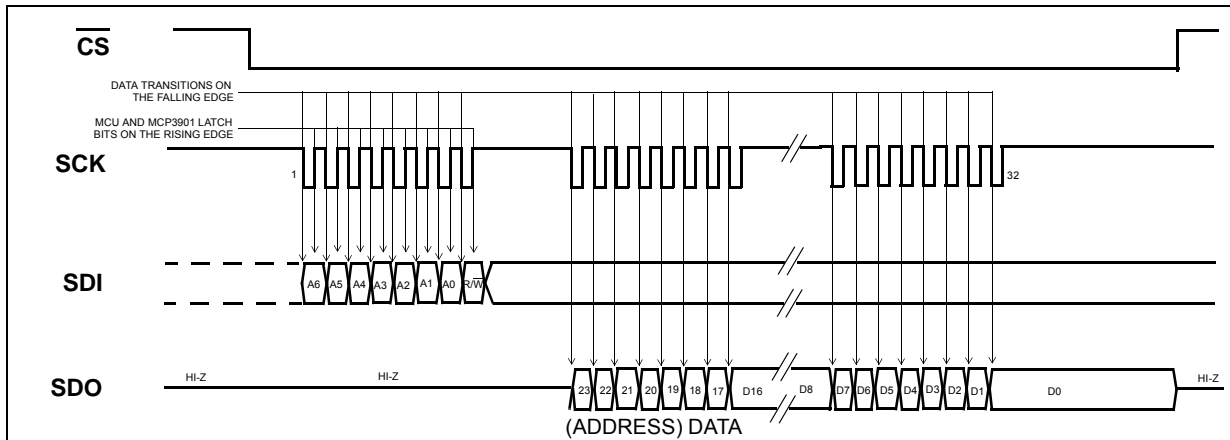 CS
DATA TRANSITIONS ON
THE FALLING EDGE
MCU AND MCP3901 LATCH
BITS ON THE RISING EDGE
SCK
1
32
SDI
A6 A5 A4 A3 A2 A1 A0 R/W
SDO
HI-Z HI-Z 23 22 21 20 19 18 17 D16 D8 D7 D6 D5 D4 D3 D2 D1 D0 HI-Z
(ADDRESS) DATA